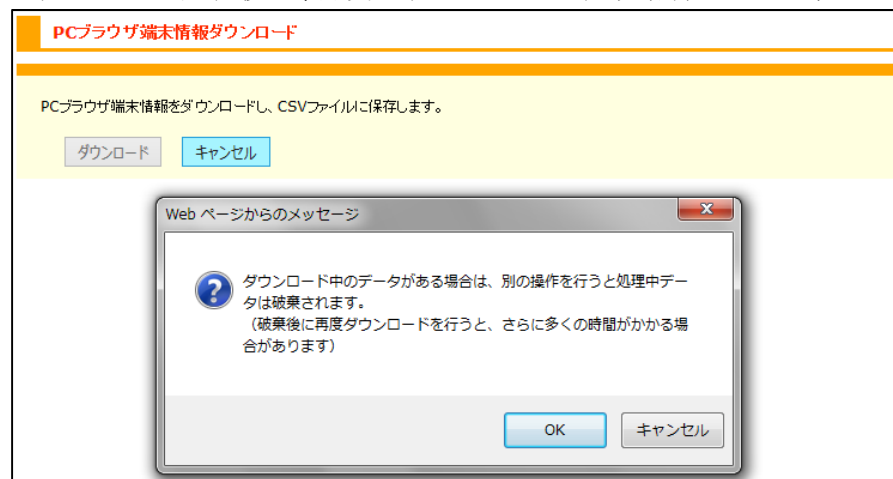 PCブラウザ端末情報ダウンロード
PCブラウザ端末情報をダウンロードし、CSVファイルに保存します。
ダウンロード
キャンセル
Web ページからのメッセージ
ダウンロード中のデータがある場合は、別の操作を行うと処理中デー
タは破棄されます。
（破棄後に再度ダウンロードを行うと、さらに多くの時間がかかる場
合があります）
OK
キャンセル